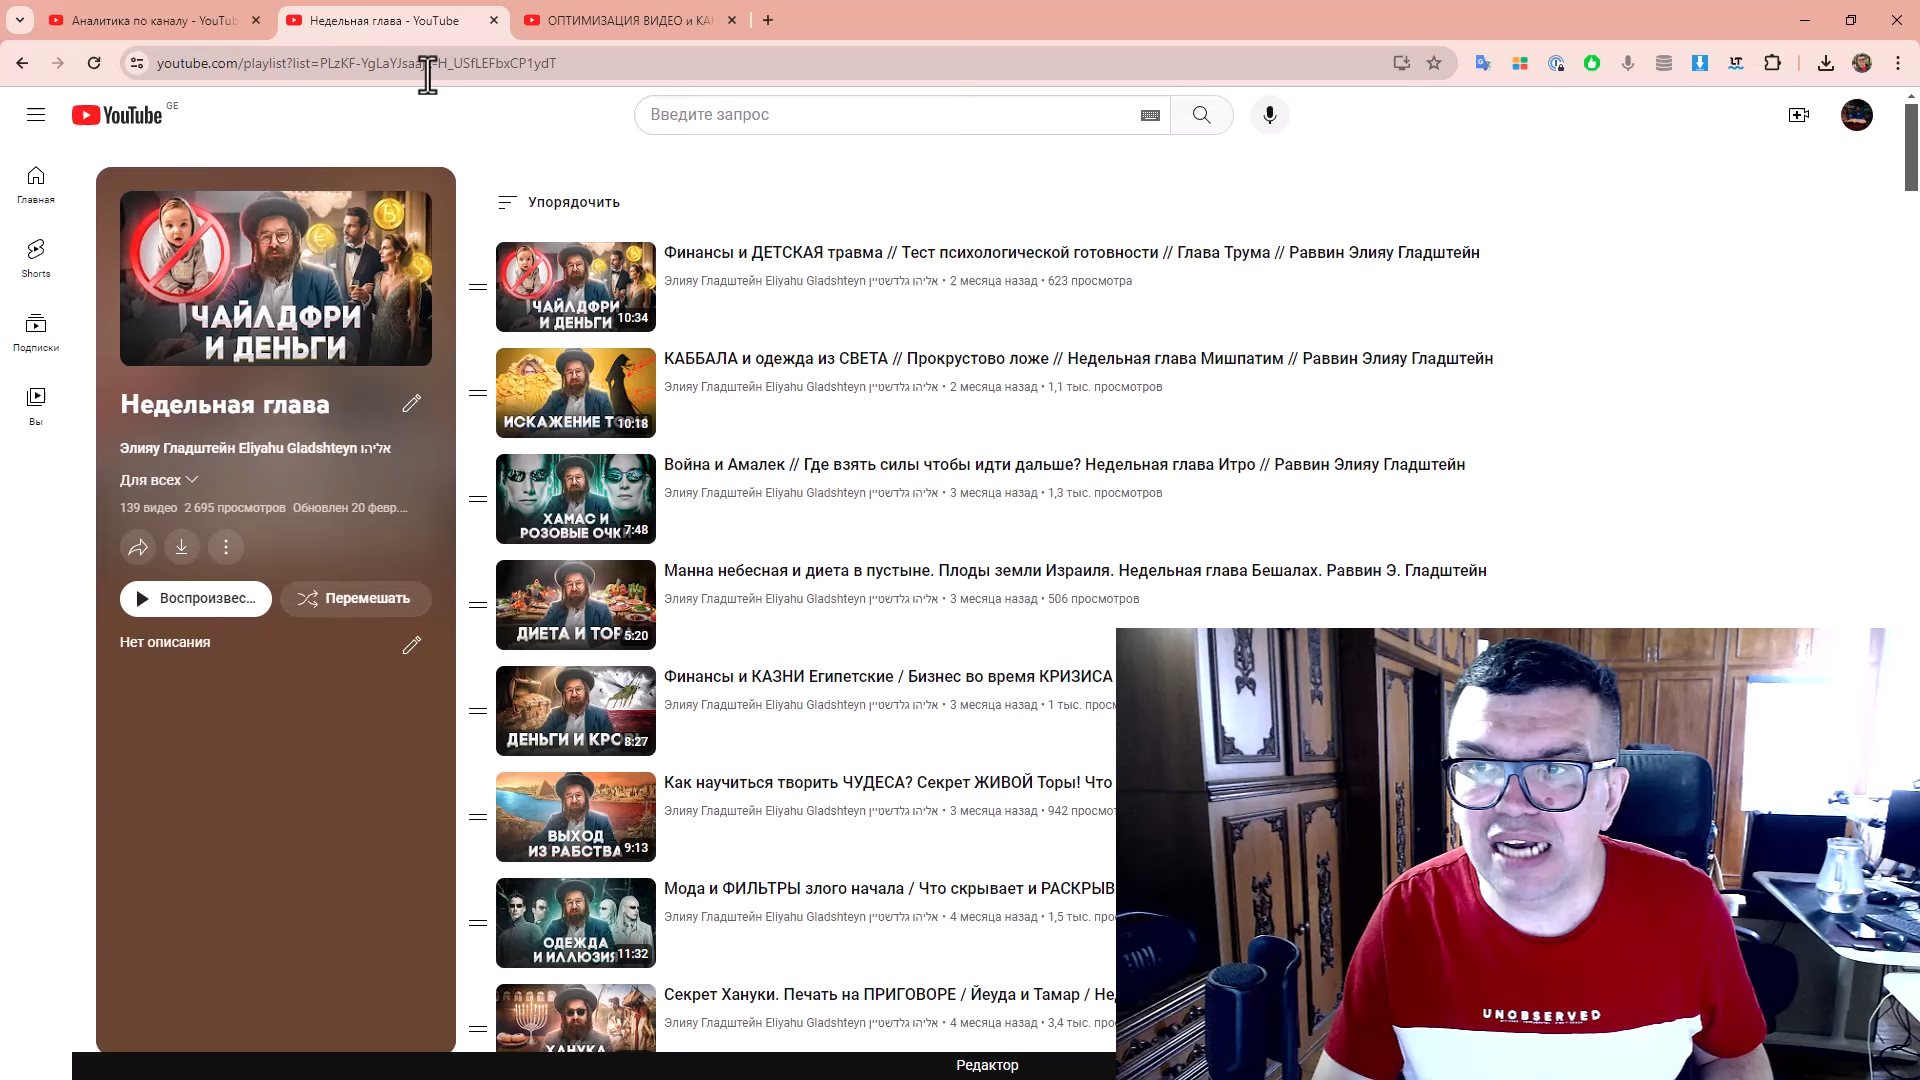 Аналитика по каналу - YouTub
Недельная глава - YouTube
ОПТИМИЗАЦИЯ ВИДЕО и КА
youtube.com/playlist?list=PLzKF-YgLaYJsaa
H_USfLEFbxCP1ydT
YouTube
GE
Введите запрос
Главная
Shorts
Подписки
Вы
ЧАЙЛДФРИ
И ДЕНЬГИ
Недельная глава
Элияу Гладштейн Eliyahu Gladshteyn אליהו
Для всех
139 видео 2 695 просмотров Обновлен 20 февр....
Воспроизвес...
Перемешать
Нет описания
Упорядочить
ЧАЙЛДФРИ
И ДЕНЬГИ
10:34
Финансы и ДЕТСКАЯ травма // Тест психологической готовности // Глава Трума // Раввин Элияу Гладштейн
Элияу Гладштейн Eliyahu Gladshteyn אליהו גלדשטיין • 2 месяца назад • 623 просмотра
ИСКАЖЕНИЕ ТО
10:18
КАББАЛА и одежда из СВЕТА // Прокрустово ложе // Недельная глава Мишпатим // Раввин Элияу Гладштейн
Элияу Гладштейн Eliyahu Gladshteyn אליהו גלדשטיין • 2 месяца назад • 1,1 тыс. просмотров
ХАМАС И
РОЗОВЫЕ ОЧК
7:48
Война и Амалек // Где взять силы чтобы идти дальше? Недельная глава Итро // Раввин Элияу Гладштейн
Элияу Гладштейн Eliyahu Gladshteyn אליהו גלדשטיין • 3 месяца назад • 1,3 тыс. просмотров
ДИЕТА И ТОР
5:20
Манна небесная и диета в пустыне. Плоды земли Израиля. Недельная глава Бешалах. Раввин Э. Гладштейн
Элияу Гладштейн Eliyahu Gladshteyn אליהו גלדשטיין • 3 месяца назад • 506 просмотров
ДЕНЬГИ И КРО
8:27
Финансы и КАЗНИ Египетские / Бизнес во время КРИЗИСА
Элияу Гладштейн Eliyahu Gladshteyn אליהו גלדשטיין • 3 месяца назад • 1 тыс. просм
ВЫХОД
ИЗ РАБСТВА
9:13
Как научиться творить ЧУДЕСА? Секрет ЖИВОЙ Торы! Что
Элияу Гладштейн Eliyahu Gladshteyn אליהו גלדשטיין • 3 месяца назад • 942 просмот
ОДЕЖДА
И ИЛЛЮЗИЯ
11:32
Мода и ФИЛЬТРЫ злого начала / Что скрывает и РАСКРЫВ
Элияу Гладштейн Eliyahu Gladshteyn אליהו גלדשטיין • 4 месяца назад • 1,5 тыс. про
ХАНУКА
Секрет Хануки. Печать на ПРИГОВОРЕ / Йеуда и Тамар / Не
Элияу Гладштейн Eliyahu Gladshteyn אליהו גלדשטיין • 4 месяца назад • 3,4 тыс. про
Редактор
UNOBSERVED